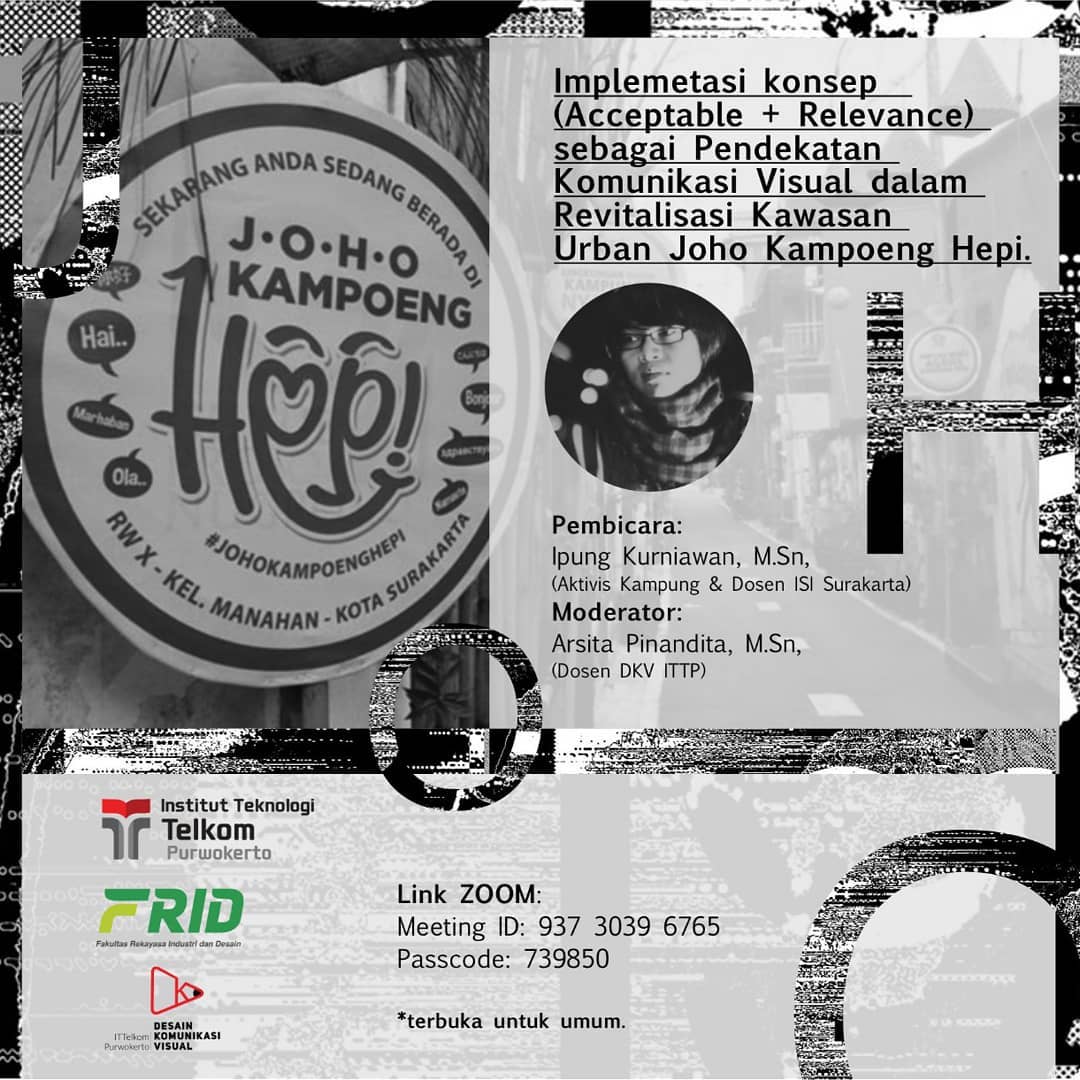 SEKARANG ANDA SEDANG BERADA DI
J•O•H•O
KAMPOENG
Hepi
Hai..
Marhaban
Ola..
#JOHOKAMPOENGHEPI
RW X - KEL. MANAHAN - KOTA SURAKARTA
Implemetasi konsep
(Acceptable + Relevance)
sebagai Pendekatan
Komunikasi Visual dalam
Revitalisasi Kawasan
Urban Joho Kampoeng Hepi.
Pembicara:
Ipung Kurniawan, M.Sn,
(Aktivis Kampung & Dosen ISI Surakarta)
Moderator:
Arsita Pinandita, M.Sn,
(Dosen DKV ITTP)
Institut Teknologi
Telkom
Purwokerto
FRID
Fakultas Rekayasa Industri dan Desain
ITTelkom
Purwokerto
DESAIN
KOMUNIKASI
VISUAL
Link ZOOM:
Meeting ID: 937 3039 6765
Passcode: 739850
*terbuka untuk umum.